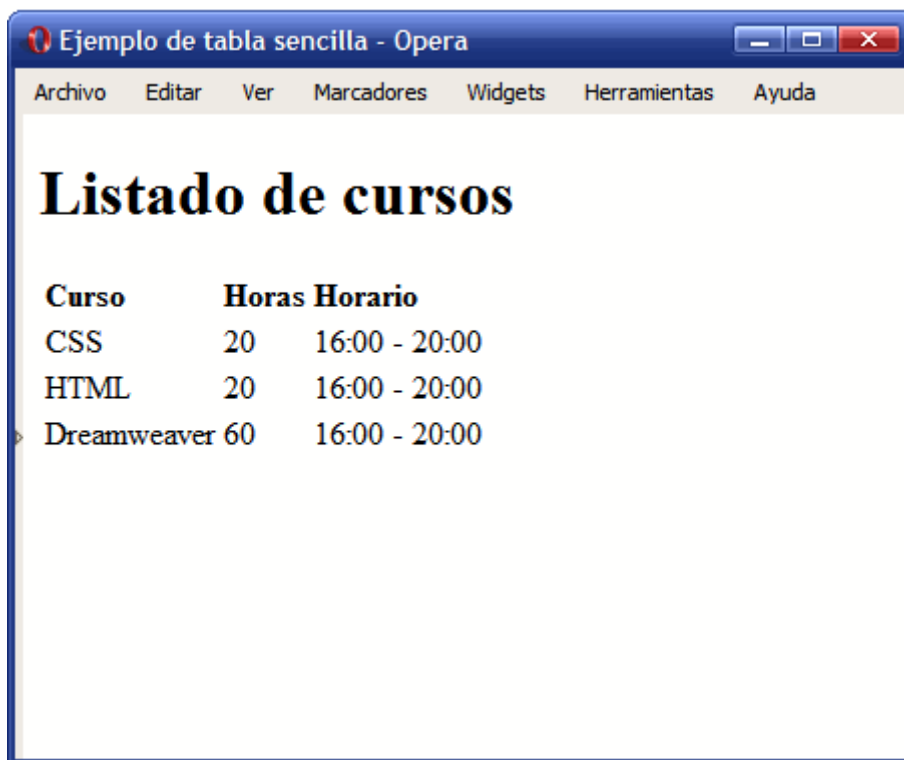 Ejemplo de tabla sencilla - Opera
Archivo Editar Ver Marcadores Widgets Herramientas Ayuda
Listado de cursos
Curso Horas Horario
CSS 20 16:00 - 20:00
HTML 20 16:00 - 20:00
Dreamweaver 60 16:00 - 20:00